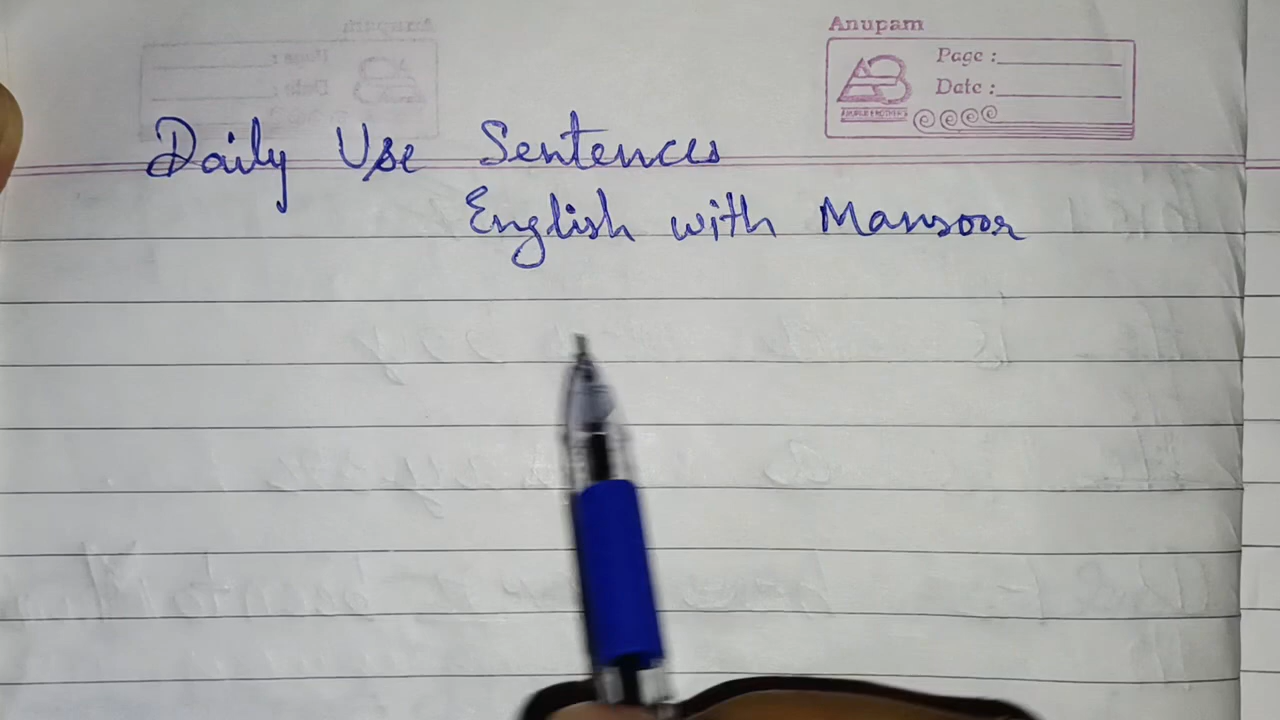 Anupam
Page :
Date :
Daily Use Sentences
English with Mansoor